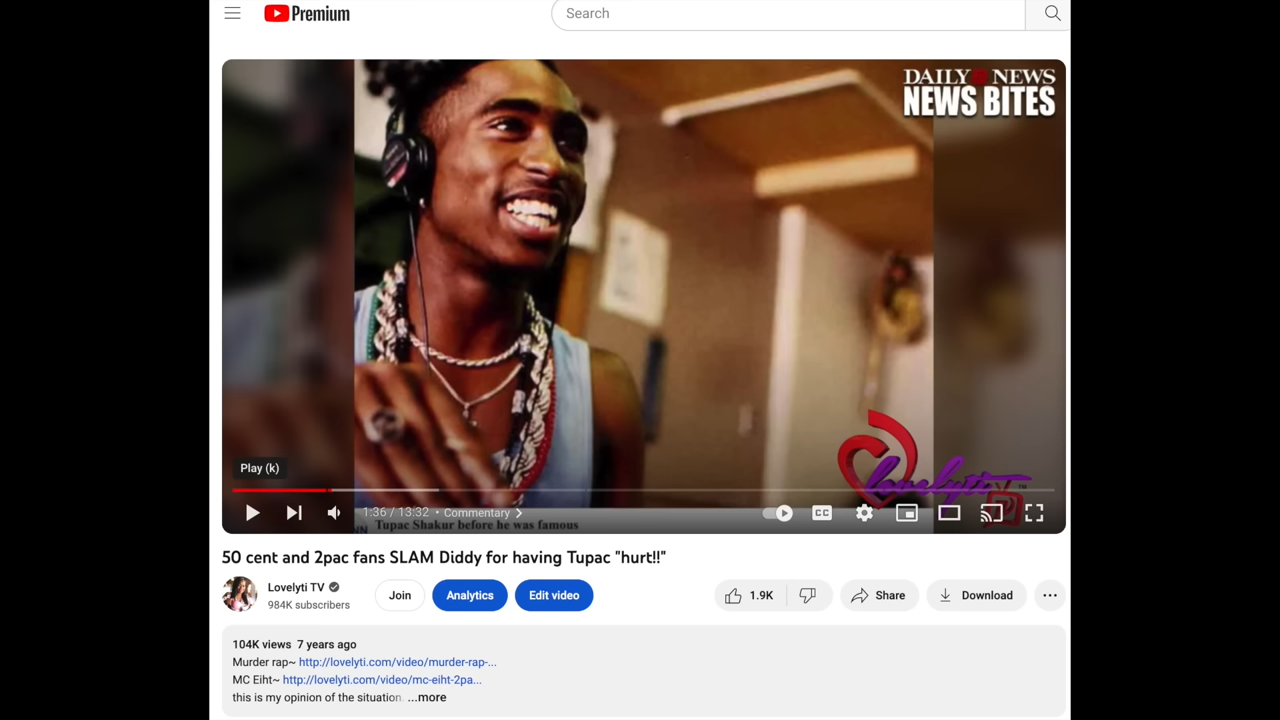 Premium
Search
DAILY NEWS
NEWS BITES
lovelyti
Play (k)
1:36 / 13:32 • Commentary
CC
Tupac Shakur before he was famous
50 cent and 2pac fans SLAM Diddy for having Tupac "hurt!!"
Lovelyti TV
984K subscribers
Join
Analytics
Edit video
1.9K
Share
Download
104K views 7 years ago
Murder rap~ http://lovelyti.com/video/murder-rap-...
MC Eiht~ http://lovelyti.com/video/mc-eiht-2pa...
this is my opinion of the situation. ...more